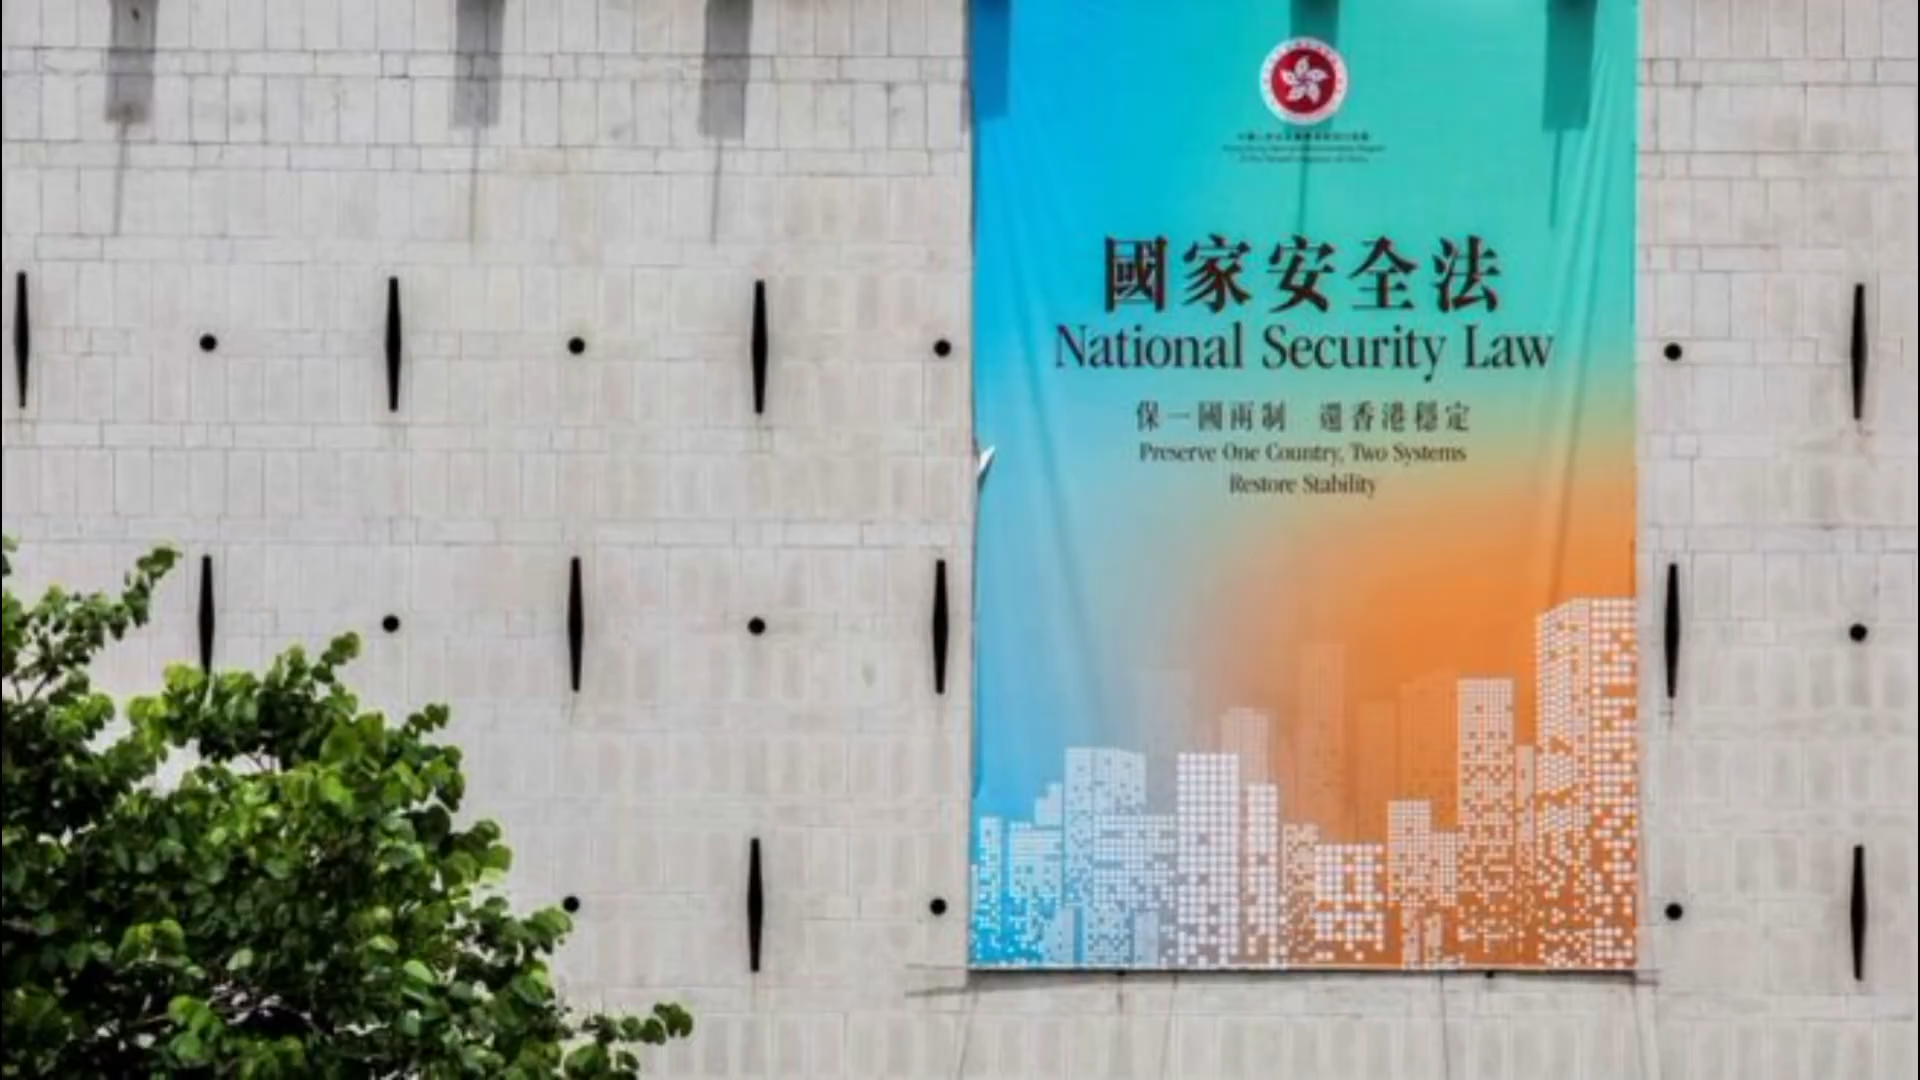 國家安全法
National Security Law
保一國兩制 還香港穩定
Preserve One Country, Two Systems
Restore Stability